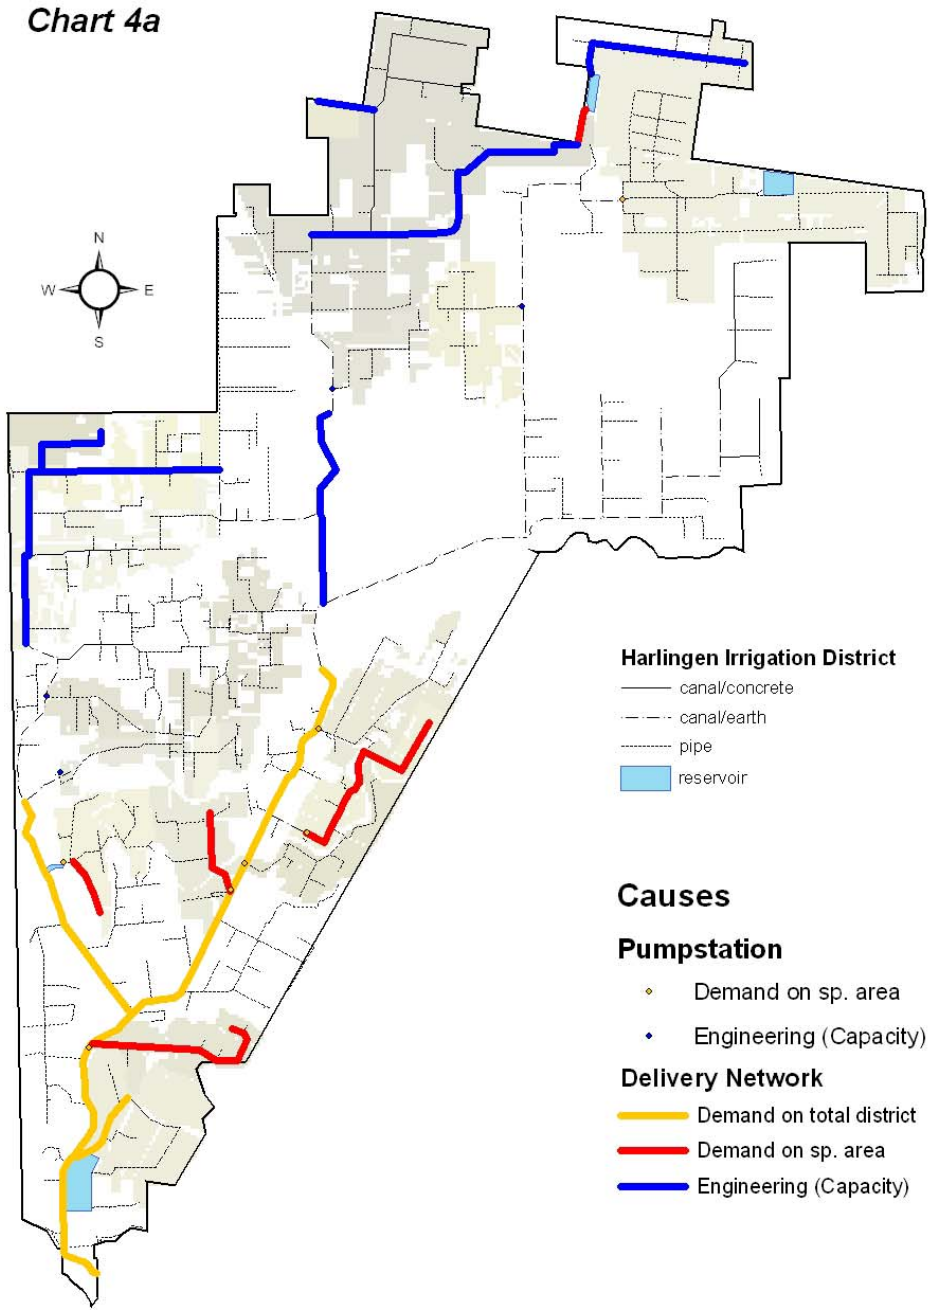 Chart 4a
N
W E
S
Harlingen Irrigation District
canal/concrete
canal/earth
pipe
reservoir
Causes
Pumpstation
Demand on sp. area
Engineering (Capacity)
Delivery Network
Demand on total district
Demand on sp. area
Engineering (Capacity)